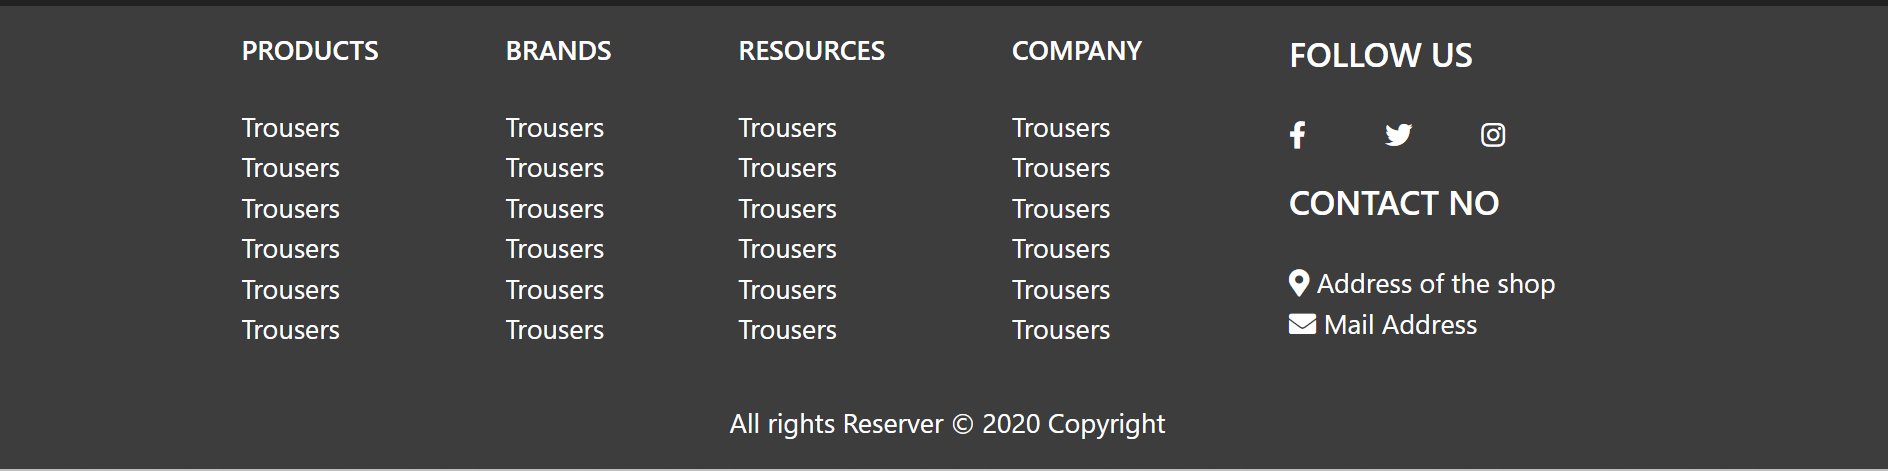 PRODUCTS
Trousers
Trousers
Trousers
Trousers
Trousers
Trousers
BRANDS
Trousers
Trousers
Trousers
Trousers
Trousers
Trousers
RESOURCES
Trousers
Trousers
Trousers
Trousers
Trousers
Trousers
COMPANY
Trousers
Trousers
Trousers
Trousers
Trousers
Trousers
FOLLOW US
CONTACT NO
Address of the shop
Mail Address
All rights Reserver © 2020 Copyright